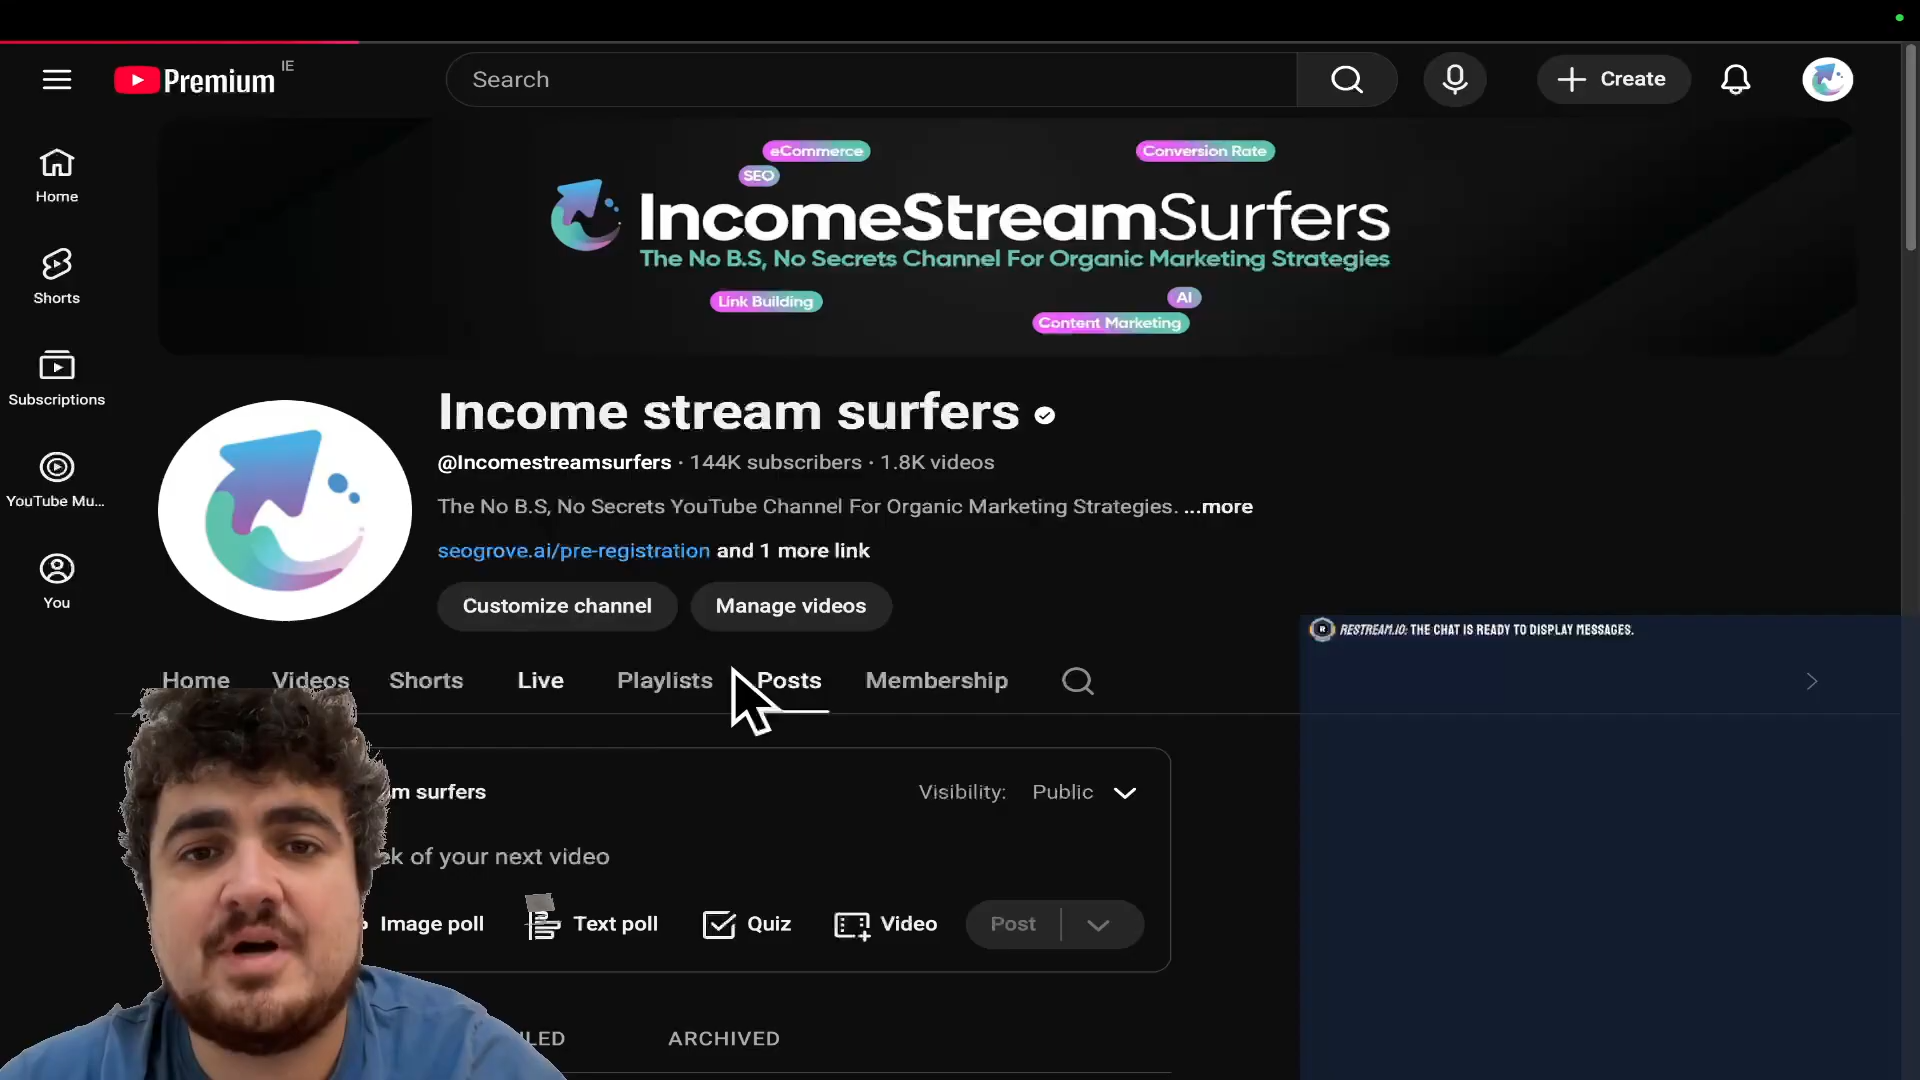 Premium IE
Search
Create
Home
Shorts
Subscriptions
YouTube Mu...
You
eCommerce
Conversion Rate
SEO
IncomeStreamSurfers
The No B.S, No Secrets Channel For Organic Marketing Strategies
Link Building
AI
Content Marketing
Income stream surfers
@Incomestreamsurfers · 144K subscribers · 1.8K videos
The No B.S, No Secrets YouTube Channel For Organic Marketing Strategies. ...more
seogrove.ai/pre-registration and 1 more link
Customize channel
Manage videos
RESTREAM.IO: THE CHAT IS READY TO DISPLAY MESSAGES.
Home Videos Shorts Live Playlists Posts Membership
m surfers
Visibility: Public
of your next video
Image poll
Text poll
Quiz
Video
Post
ARCHIVED